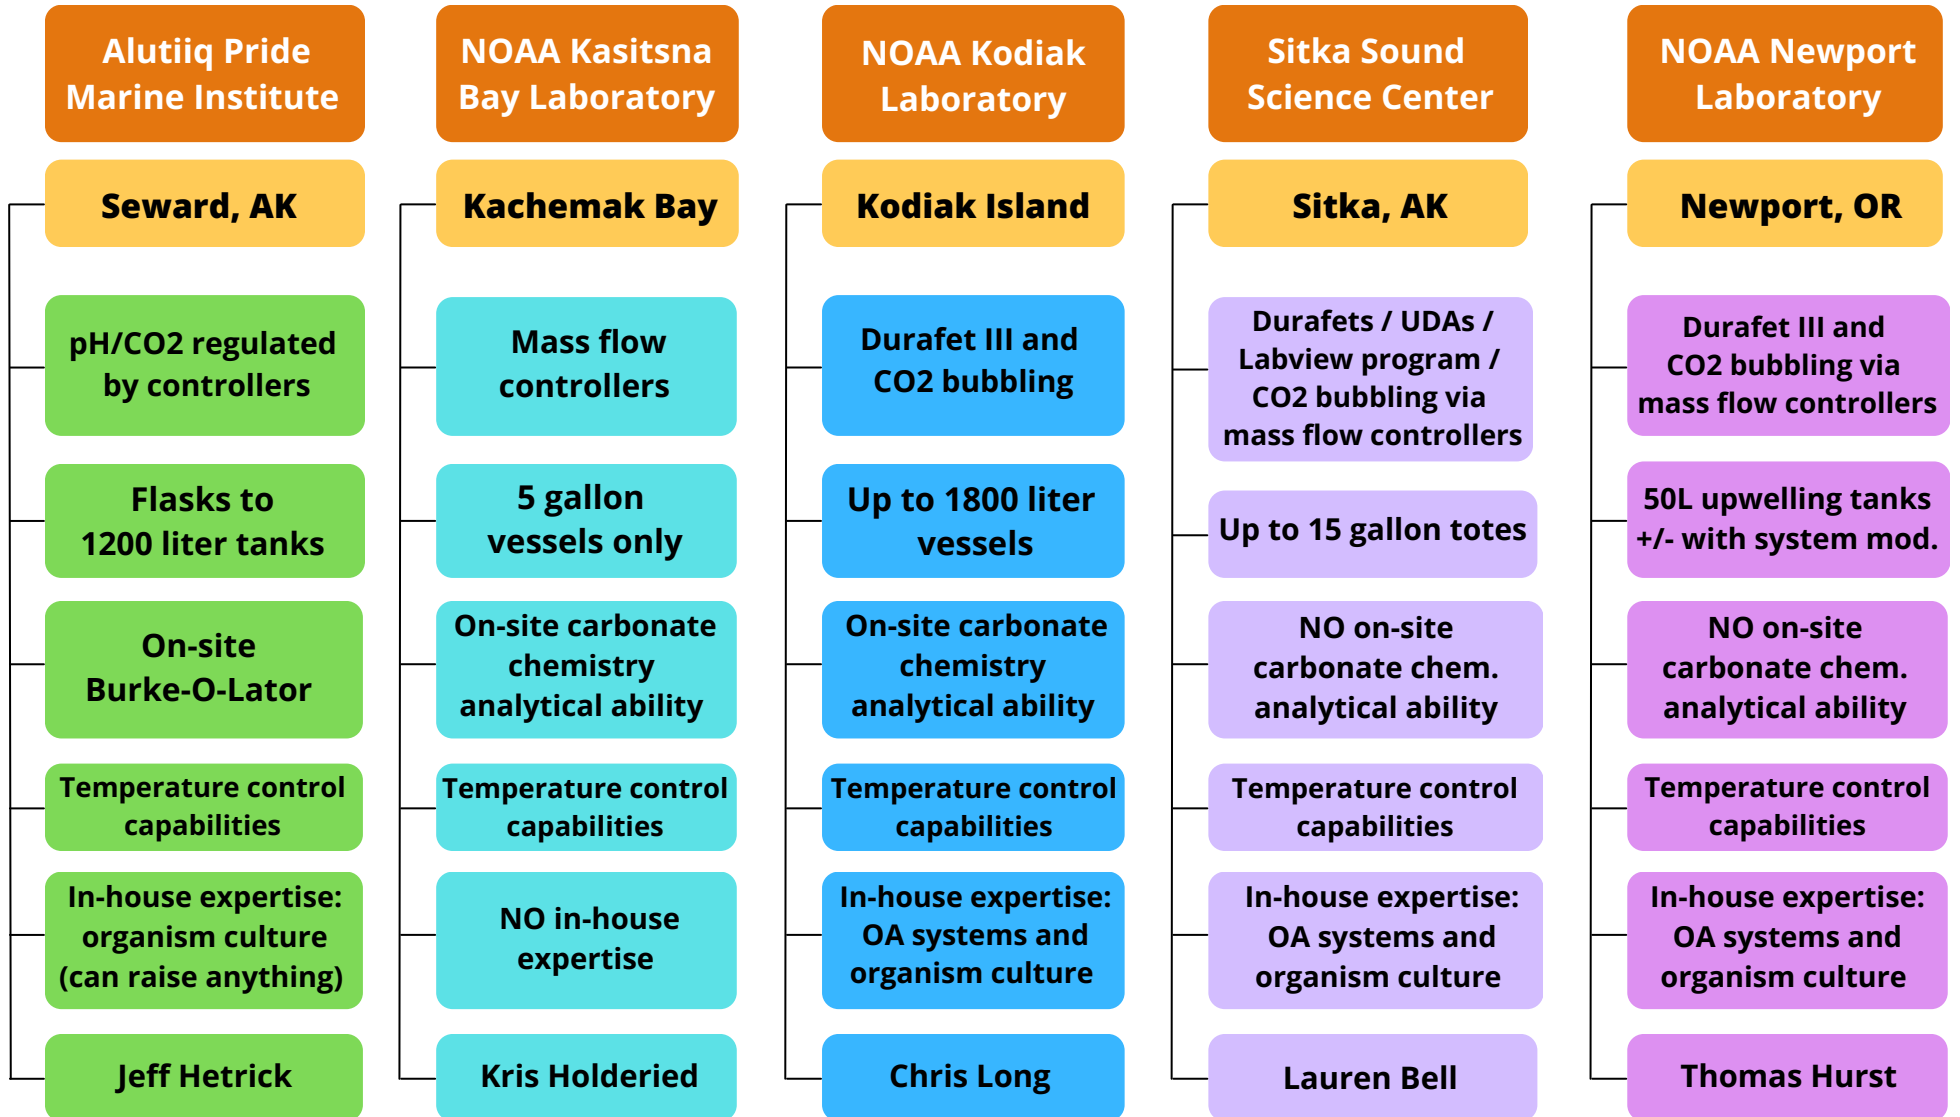 Alutiiq Pride
Marine Institute
Seward, AK
pH/CO2 regulated
by controllers
Flasks to
1200 liter tanks
On-site
Burke-O-Lator
Temperature control
capabilities
In-house expertise:
organism culture
(can raise anything)
Jeff Hetrick
NOAA Kasitsna
Bay Laboratory
Kachemak Bay
Mass flow
controllers
5 gallon
vessels only
On-site carbonate
chemistry
analytical ability
Temperature control
capabilities
NO in-house
expertise
Kris Holderied
NOAA Kodiak
Laboratory
Kodiak Island
Durafet III and
CO2 bubbling
Up to 1800 liter
vessels
On-site carbonate
chemistry
analytical ability
Temperature control
capabilities
In-house expertise:
OA systems and
organism culture
Chris Long
Sitka Sound
Science Center
Sitka, AK
Durafets / UDAs /
Labview program /
CO2 bubbling via
mass flow controllers
Up to 15 gallon totes
NO on-site
carbonate chem.
analytical ability
Temperature control
capabilities
In-house expertise:
OA systems and
organism culture
Lauren Bell
NOAA Newport
Laboratory
Newport, OR
Durafet III and
CO2 bubbling via
mass flow controllers
50L upwelling tanks
+/- with system mod.
NO on-site
carbonate chem.
analytical ability
Temperature control
capabilities
In-house expertise:
OA systems and
organism culture
Thomas Hurst